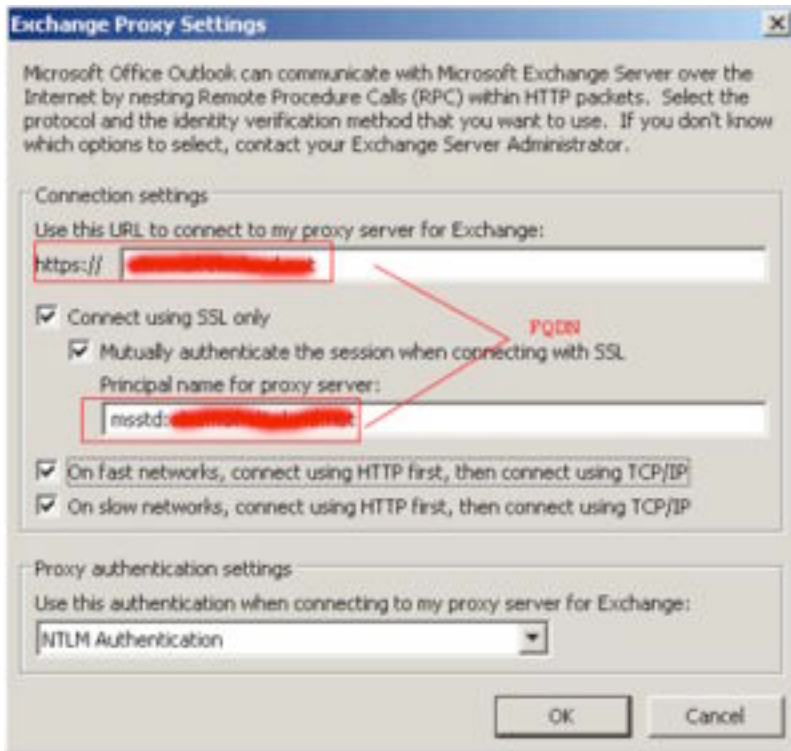 Exchange Proxy Settings
Microsoft Office Outlook can communicate with Microsoft Exchange Server over the
Internet by nesting Remote Procedure Calls (RPC) within HTTP packets. Select the
protocol and the identity verification method that you want to use. If you don't know
which options to select, contact your Exchange Server Administrator.
Connection settings
Use this URL to connect to my proxy server for Exchange:
https://
Connect using SSL only
FQDN
Mutually authenticate the session when connecting with SSL
Principal name for proxy server:
msstd:
On fast networks, connect using HTTP first, then connect using TCP/IP
On slow networks, connect using HTTP first, then connect using TCP/IP
Proxy authentication settings
Use this authentication when connecting to my proxy server for Exchange:
NTLM Authentication
OK Cancel